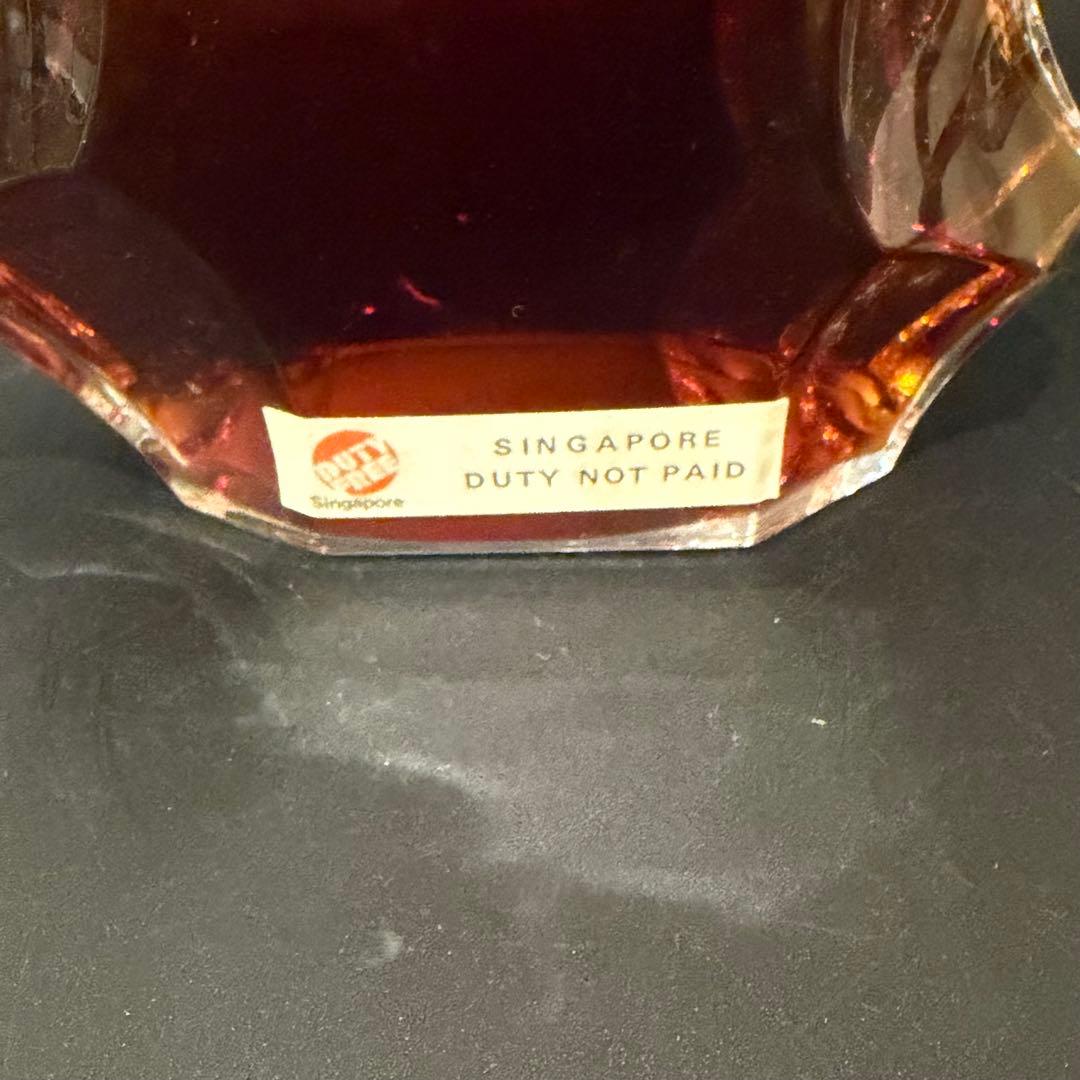 DUTY
FREE
Singapore
SINGAPORE
DUTY NOT PAID